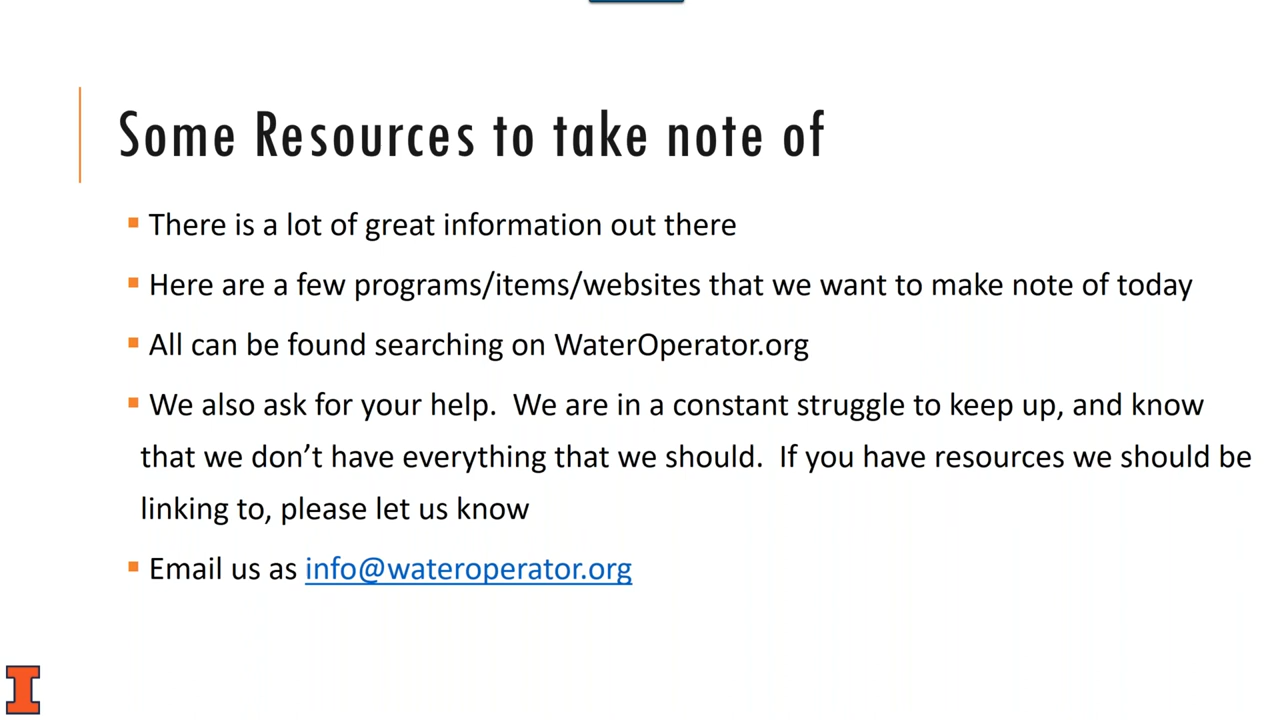 Some Resources to take note of
There is a lot of great information out there
Here are a few programs/items/websites that we want to make note of today
All can be found searching on WaterOperator.org
We also ask for your help.  We are in a constant struggle to keep up, and know
that we don’t have everything that we should.  If you have resources we should be
linking to, please let us know
Email us as info@wateroperator.org